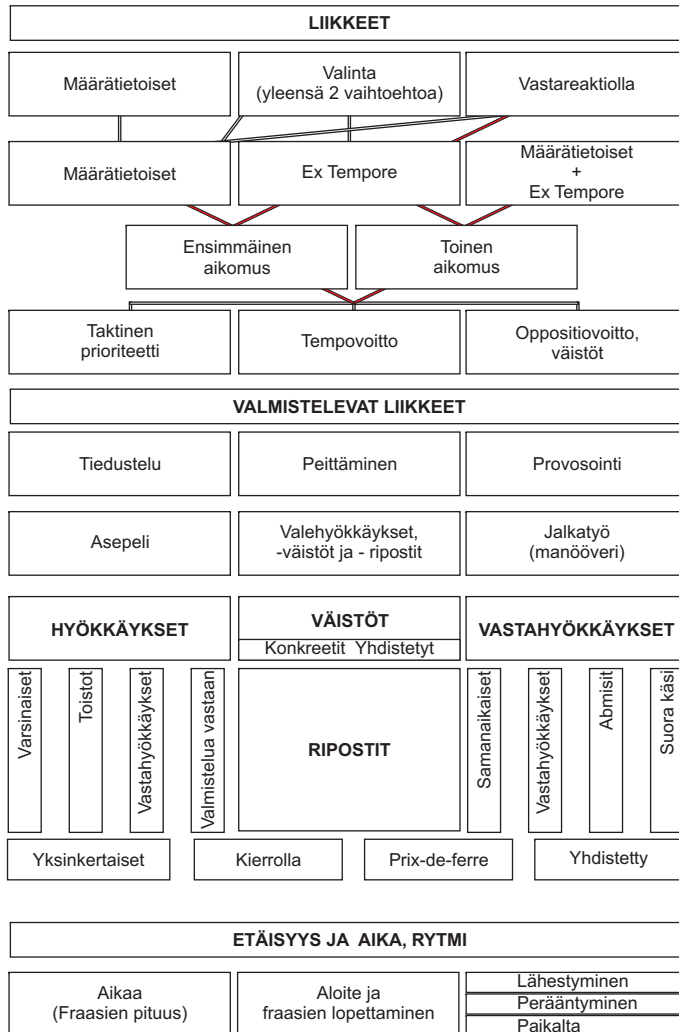 LIIKKEET
Määrätietoiset
Valinta
(yleensä 2 vaihtoehtoa)
Vastareaktiolla
Määrätietoiset
Ex Tempore
Määrätietoiset
+
Ex Tempore
Ensimmäinen
aikomus
Toinen
aikomus
Taktinen
prioriteetti
Tempovoitto
Oppositiovoitto,
väistöt
VALMISTELEVAT LIIKKEET
Tiedustelu
Peittäminen
Provosointi
Asepeli
Valehyökkäykset,
-väistöt ja - ripostit
Jalkatyö
(manööveri)
HYÖKKÄYKSET
VÄISTÖT
Konkreetit Yhdistetyt
VASTAHYÖKKÄYKSET
Varsinaiset
Toistot
Vastahyökkäykset
Valmistelua vastaan
RIPOSTIT
Samanaikaiset
Vastahyökkäykset
Abmisit
Suora käsi
Yksinkertaiset
Kierrolla
Prix-de-ferre
Yhdistetty
ETÄISYYS JA AIKA, RYTMI
Aikaa
(Fraasien pituus)
Aloite ja
fraasien lopettaminen
Lähestyminen
Perääntyminen
Paikalta